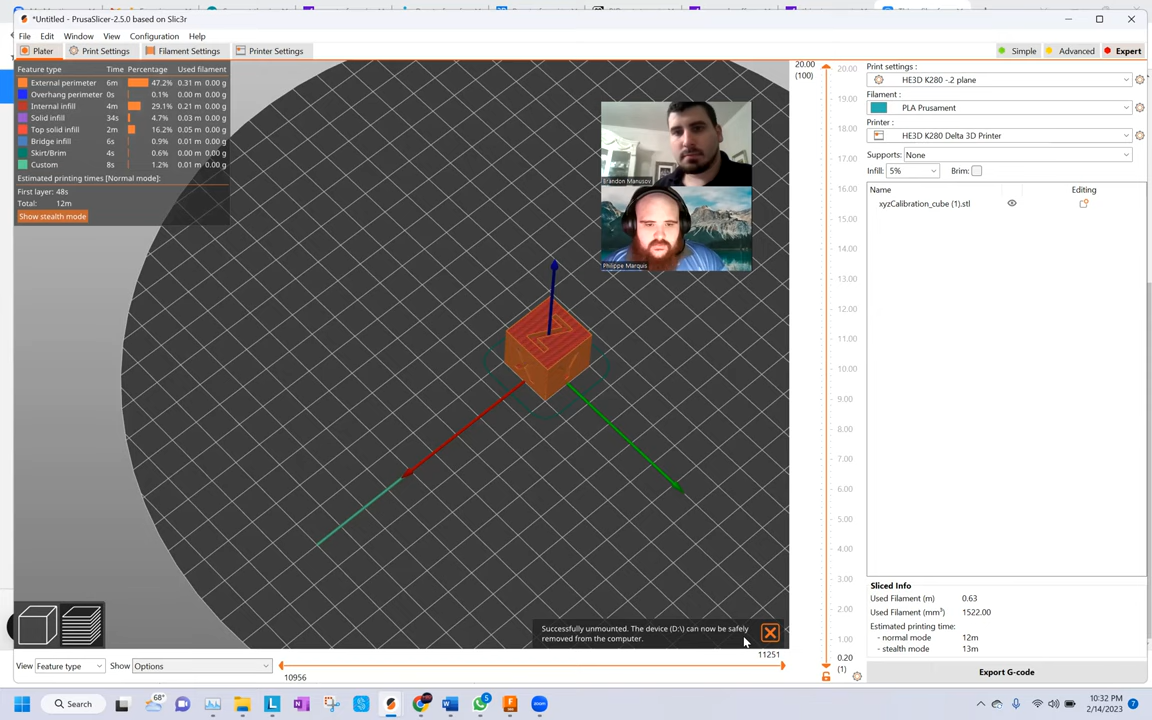 *Untitled - PrusaSlicer-2.5.0 based on Slic3r
File Edit Window View Configuration Help
Plater Print Settings Filament Settings Printer Settings Simple Advanced Expert
Feature type Time Percentage Used filament
External perimeter 6m 47.2% 0.31 m 0.00 g
Overhang perimeter 0s 0.1% 0.00 m 0.00 g
Internal infill 4m 29.1% 0.21 m 0.00 g
Solid infill 34s 4.7% 0.03 m 0.00 g
Top solid infill 2m 16.2% 0.05 m 0.00 g
Bridge infill 6s 0.9% 0.01 m 0.00 g
Skirt/Brim 4s 0.6% 0.00 m 0.00 g
Custom 8s 1.2% 0.01 m 0.00 g
Estimated printing times [Normal mode]:
First layer: 48s
Total: 12m
Show stealth mode
Brandon Manusov
Philippe Marquis
Z
20.00
(100)
20.00
19.00
18.00
17.00
16.00
15.00
14.00
13.00
12.00
11.00
10.00
9.00
8.00
7.00
6.00
5.00
4.00
3.00
2.00
1.00
0.20
(1)
Print settings :
HE3D K280 -.2 plane
Filament :
PLA Prusament
Printer :
HE3D K280 Delta 3D Printer
Supports: None
Infill: 5% Brim:
Name Editing
xyzCalibration_cube (1).stl
Sliced Info
Used Filament (m) 0.63
Used Filament (mm³) 1522.00
Estimated printing time:
- normal mode 12m
- stealth mode 13m
Export G-code
Successfully unmounted. The device (D:\) can now be safely
removed from the computer.
11251
View Feature type Show Options
10956
Search
68°
5
10:32 PM
2/14/2023
7